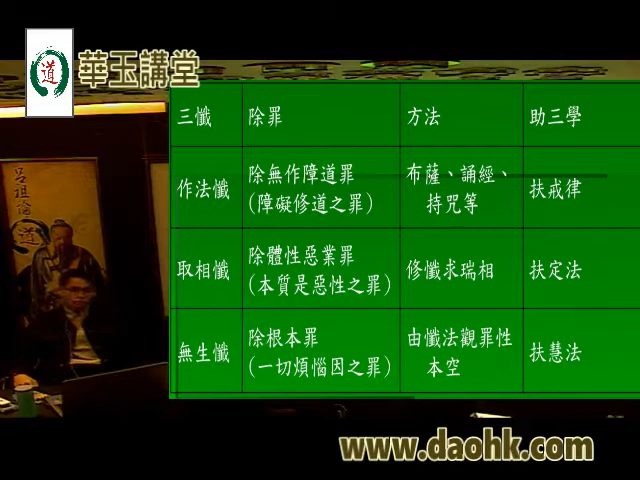 道
華玉講堂
三懺 除罪 方法 助三學
作法懺 除無作障道罪 布薩、誦經、 扶戒律
(障礙修道之罪) 持咒等
取相懺 除體性惡業罪 修懺求瑞相 扶定法
(本質是惡性之罪)
無生懺 除根本罪 由懺法觀罪性 扶慧法
(一切煩惱因之罪) 本空
呂祖論
道
www.daohk.com